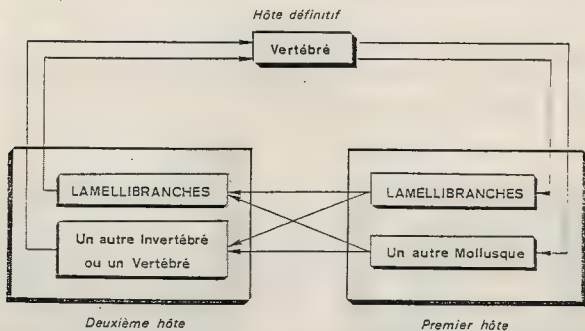 Hôte définitif
Vertébré
LAMELLIBRANCHES
LAMELLIBRANCHES
Un autre Invertébré
ou un Vertébré
Un autre Mollusque
Deuxième hôte
Premier hôte